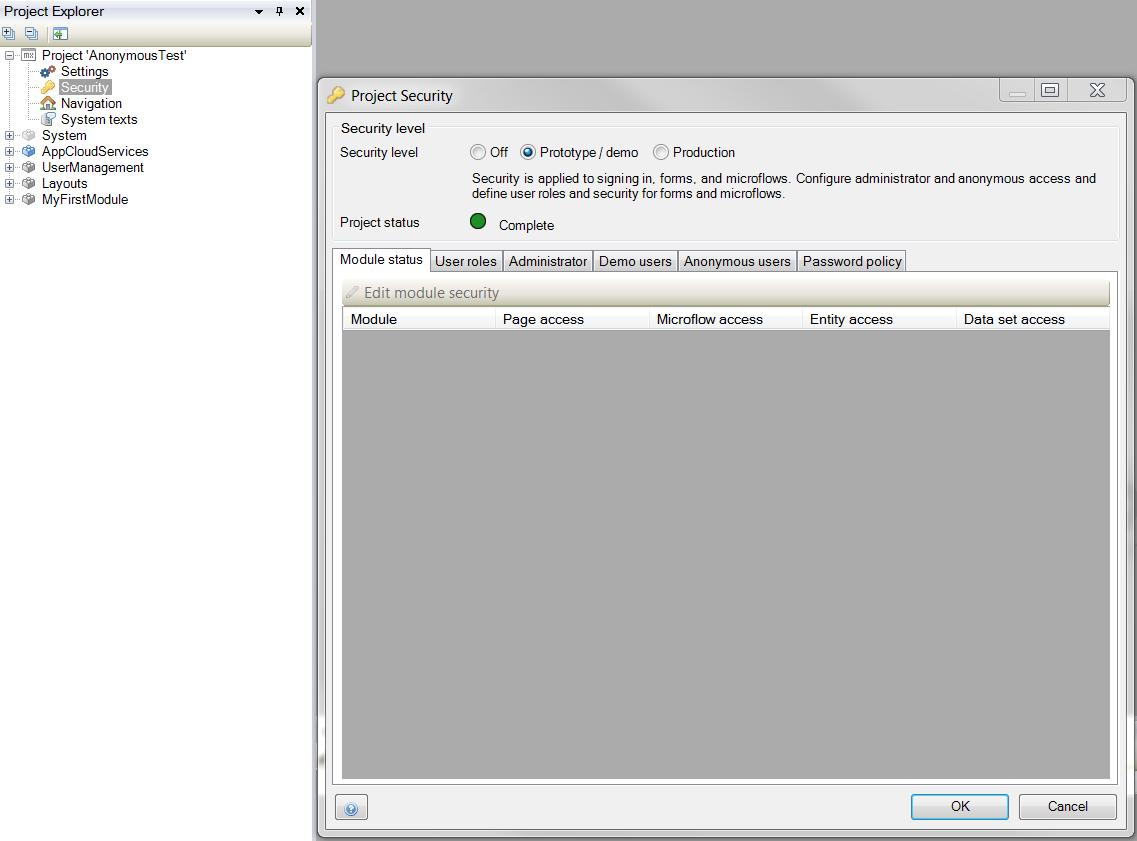 Project Explorer
Project 'AnonymousTest'
Settings
Security
Navigation
System texts
System
AppCloudServices
UserManagement
Layouts
MyFirstModule
Project Security
Security level
Security level Off Prototype / demo Production
Security is applied to signing in, forms, and microflows. Configure administrator and anonymous access and
define user roles and security for forms and microflows.
Project status Complete
Module status User roles Administrator Demo users Anonymous users Password policy
Edit module security
Module Page access Microflow access Entity access Data set access
OK Cancel